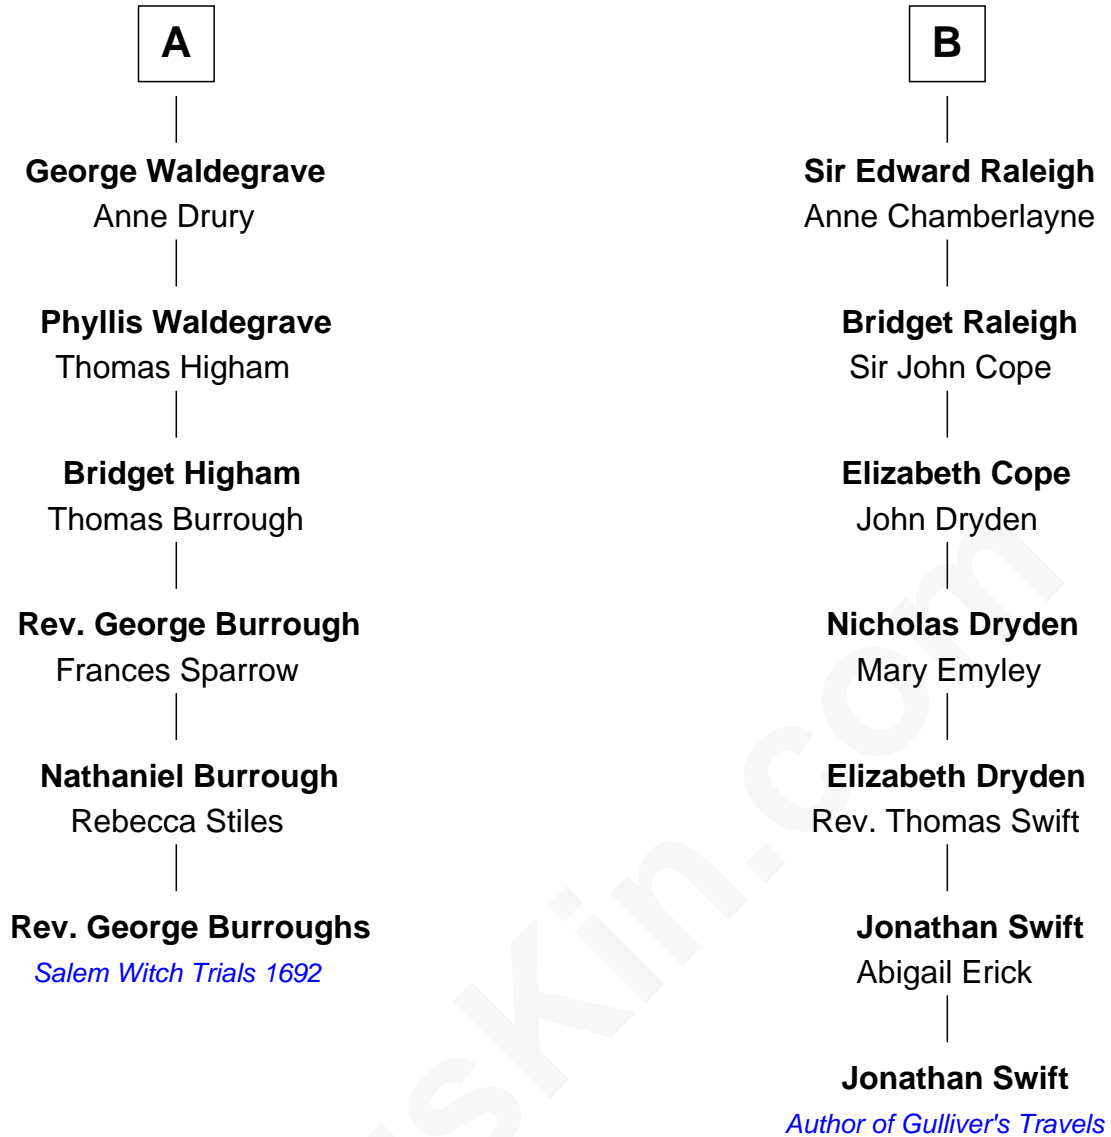 A
George Waldegrave
Anne Drury
Phyllis Waldegrave
Thomas Higham
Bridget Higham
Thomas Burrough
Rev. George Burrough
Frances Sparrow
Nathaniel Burrough
Rebecca Stiles
Rev. George Burroughs
Salem Witch Trials 1692
B
Sir Edward Raleigh
Anne Chamberlayne
Bridget Raleigh
Sir John Cope
Elizabeth Cope
John Dryden
Nicholas Dryden
Mary Emyley
Elizabeth Dryden
Rev. Thomas Swift
Jonathan Swift
Abigail Erick
Jonathan Swift
Author of Gulliver's Travels